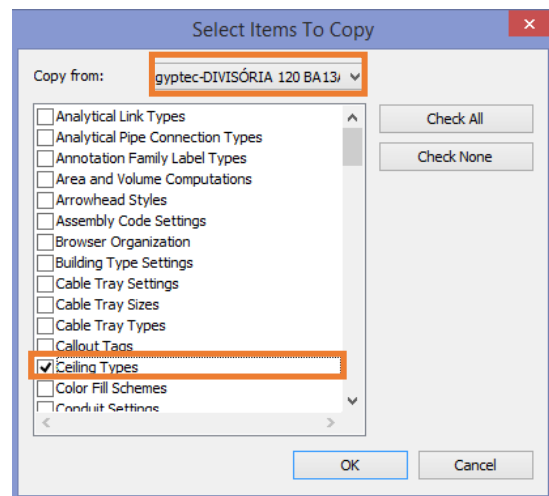 Select Items To Copy
Copy from:
gyptec-DIVISÓRIA 120 BA13/
Analytical Link Types
Analytical Pipe Connection Types
Annotation Family Label Types
Area and Volume Computations
Arrowhead Styles
Assembly Code Settings
Browser Organization
Building Type Settings
Cable Tray Settings
Cable Tray Sizes
Cable Tray Types
Callout Tags
Ceiling Types
Color Fill Schemes
Conduit Settings
Check All
Check None
OK
Cancel